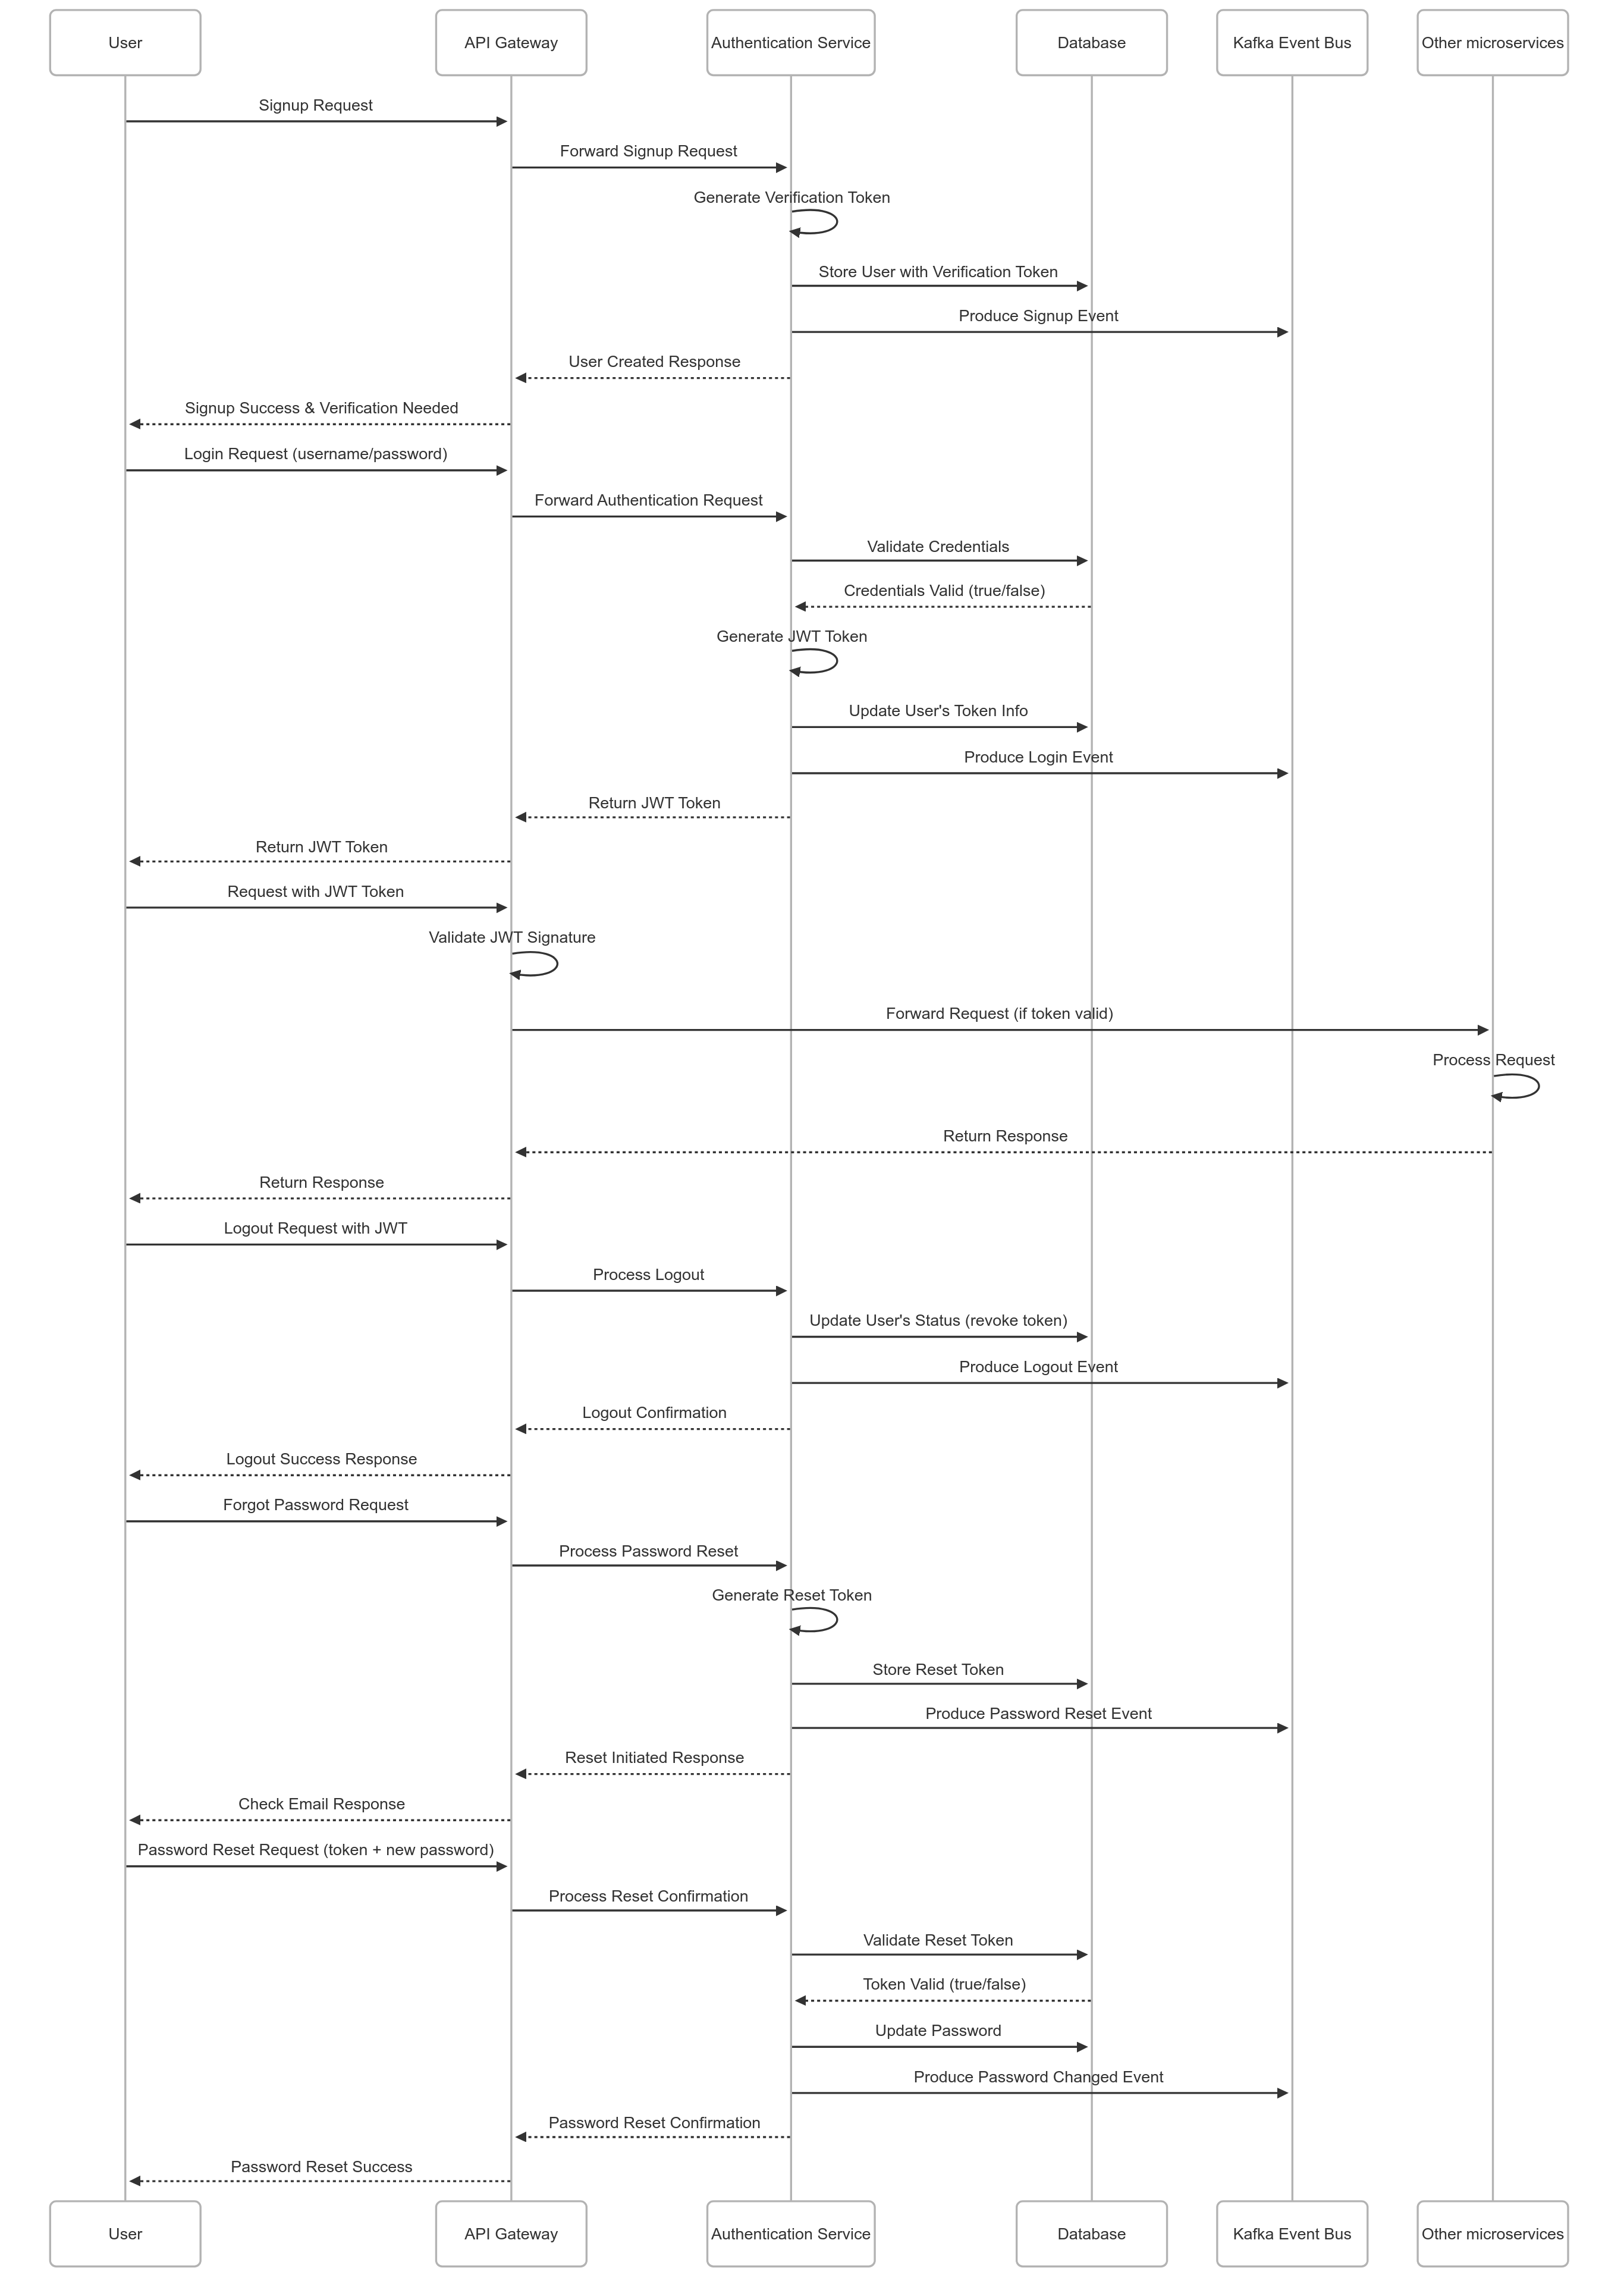 User
API Gateway
Authentication Service
Database
Kafka Event Bus
Other microservices
Signup Request
Forward Signup Request
Generate Verification Token
Store User with Verification Token
Produce Signup Event
User Created Response
Signup Success & Verification Needed
Login Request (username/password)
Forward Authentication Request
Validate Credentials
Credentials Valid (true/false)
Generate JWT Token
Update User's Token Info
Produce Login Event
Return JWT Token
Return JWT Token
Request with JWT Token
Validate JWT Signature
Forward Request (if token valid)
Process Request
Return Response
Return Response
Logout Request with JWT
Process Logout
Update User's Status (revoke token)
Produce Logout Event
Logout Confirmation
Logout Success Response
Forgot Password Request
Process Password Reset
Generate Reset Token
Store Reset Token
Produce Password Reset Event
Reset Initiated Response
Check Email Response
Password Reset Request (token + new password)
Process Reset Confirmation
Validate Reset Token
Token Valid (true/false)
Update Password
Produce Password Changed Event
Password Reset Confirmation
Password Reset Success
User
API Gateway
Authentication Service
Database
Kafka Event Bus
Other microservices